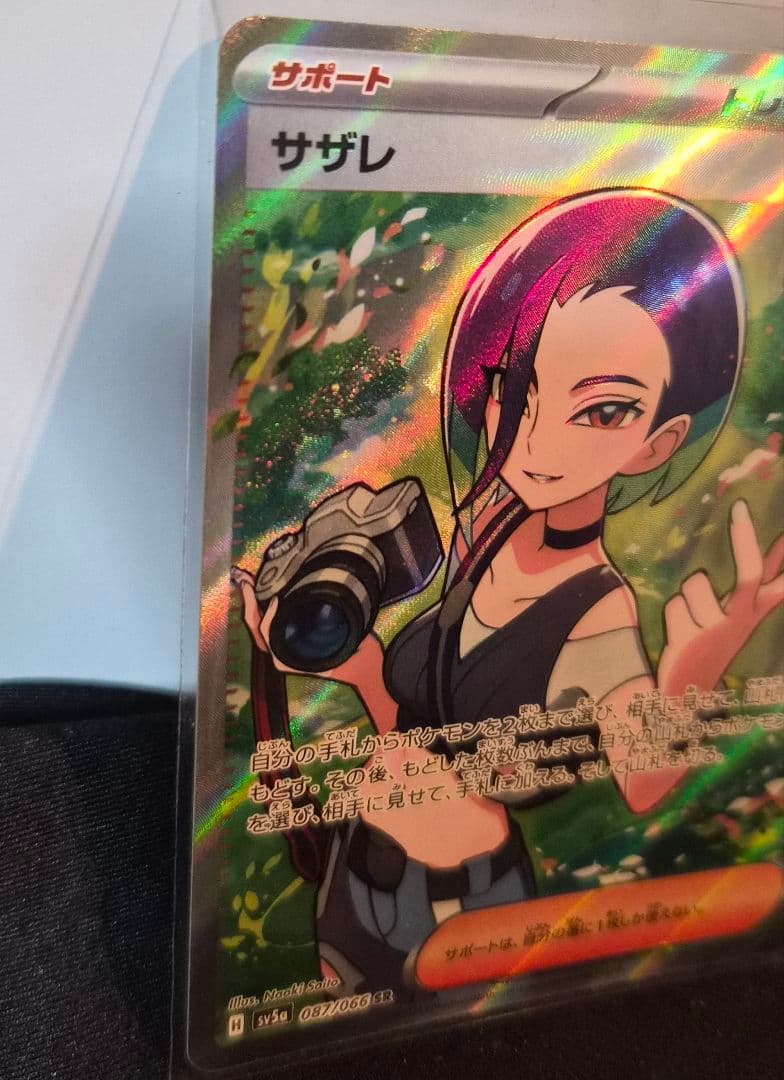 サポート
トレ
サザレ
自分の手札からポケモンを2枚まで選び、相手に見せて、山札
もどす。その後、もどした枚数ぶんまで、自分の山札からポケモン
を選び、相手に見せて、手札に加える。そして山札を切る。
サポートは、自分の番に1枚しか使えない。
Illus. Naoki Saito
H sv5a 087/066 SR